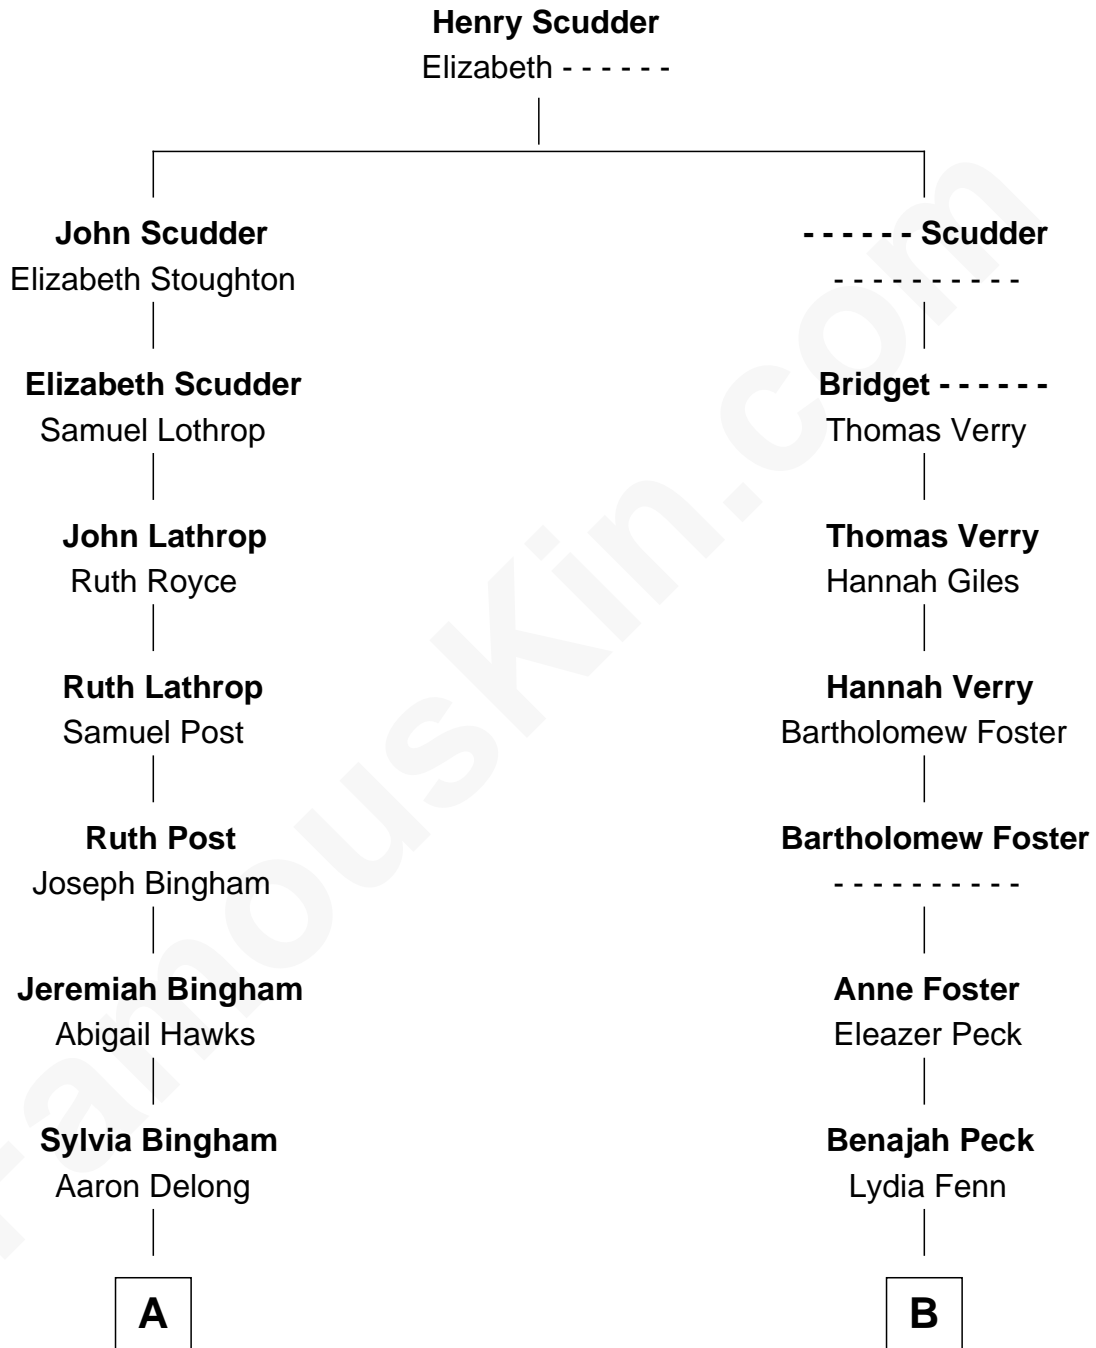 Henry Scudder
Elizabeth - - - - - -
John Scudder
Elizabeth Stoughton
- - - - - - Scudder
- - - - - - - - - -
Elizabeth Scudder
Samuel Lothrop
Bridget - - - - - -
Thomas Verry
John Lathrop
Ruth Royce
Thomas Verry
Hannah Giles
Ruth Lathrop
Samuel Post
Hannah Verry
Bartholomew Foster
Ruth Post
Joseph Bingham
Bartholomew Foster
- - - - - - - - - -
Jeremiah Bingham
Abigail Hawks
Anne Foster
Eleazer Peck
Sylvia Bingham
Aaron Delong
Benajah Peck
Lydia Fenn
A
B
FamousKin.com